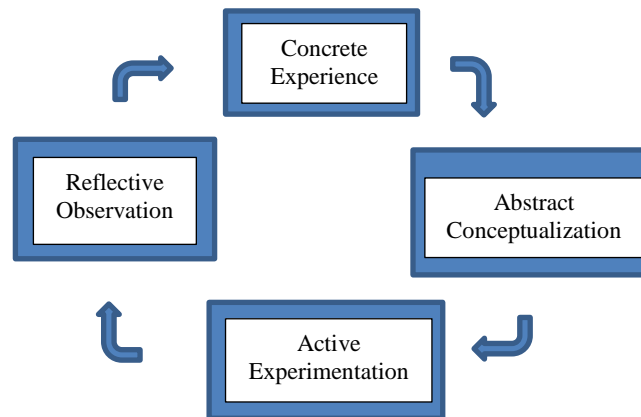 Concrete
Experience
Reflective
Observation
Abstract
Conceptualization
Active
Experimentation